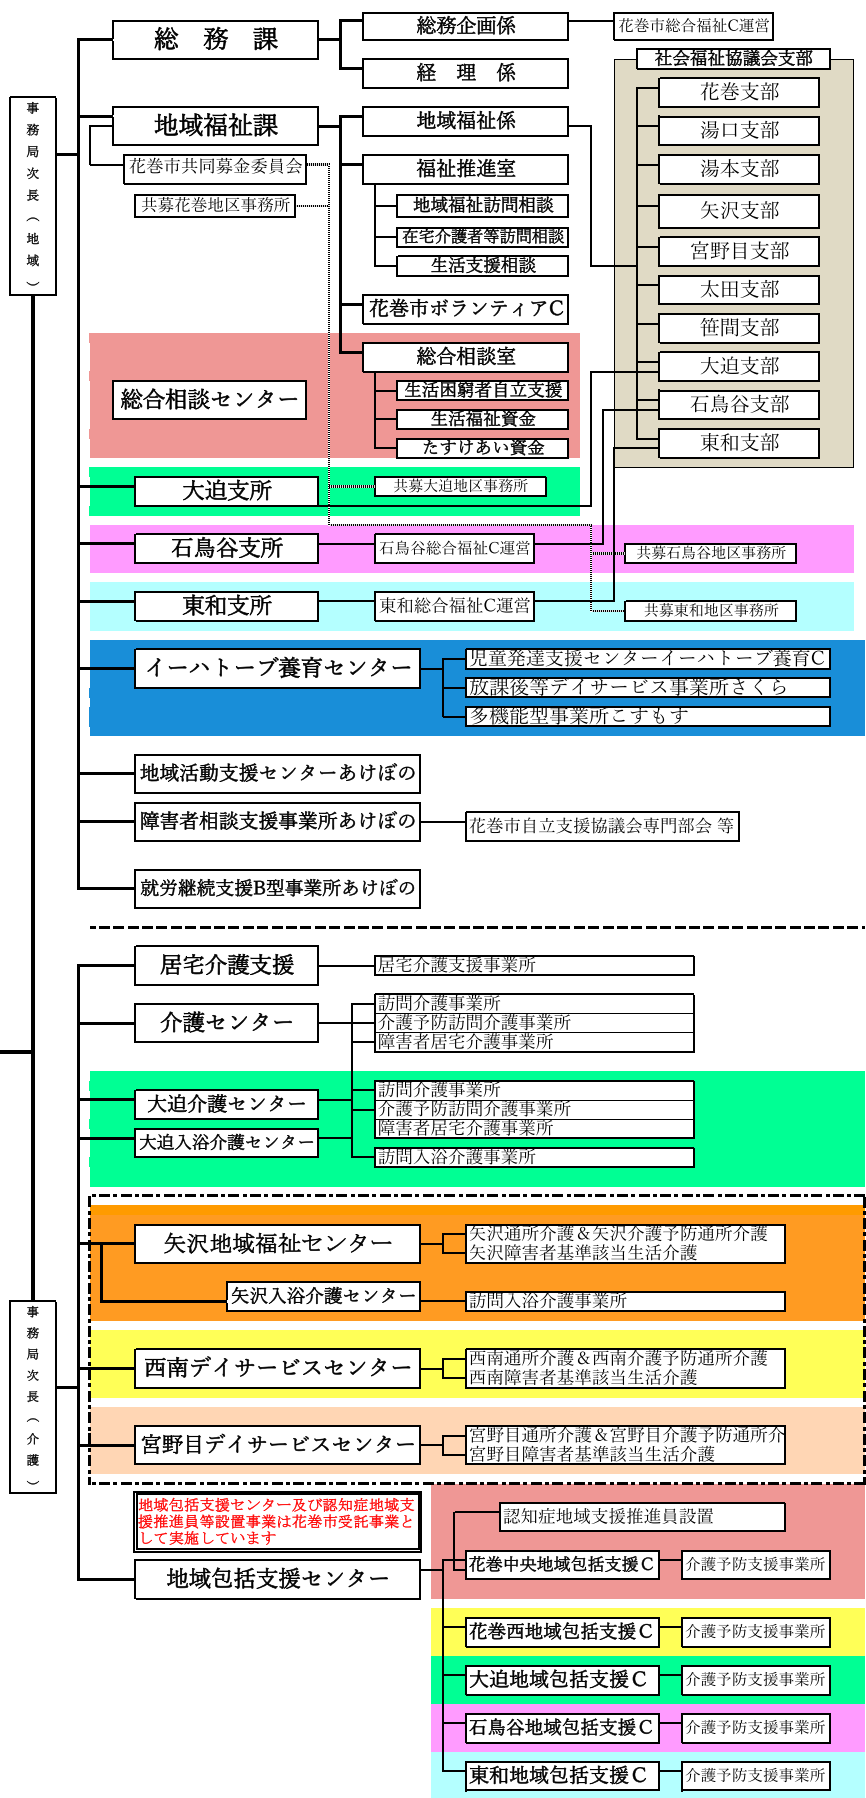 事務局次長(地域)
総　務　課
総務企画係
花巻市総合福祉C運営
経　理　係
社会福祉協議会支部
花巻支部
湯口支部
湯本支部
矢沢支部
宮野目支部
太田支部
笹間支部
大迫支部
石鳥谷支部
東和支部
地域福祉課
地域福祉係
花巻市共同募金委員会
共募花巻地区事務所
福祉推進室
地域福祉訪問相談
在宅介護者等訪問相談
生活支援相談
花巻市ボランティアC
総合相談センター
総合相談室
生活困窮者自立支援
生活福祉資金
たすけあい資金
大迫支所
共募大迫地区事務所
石鳥谷支所
石鳥谷総合福祉C運営
共募石鳥谷地区事務所
東和支所
東和総合福祉C運営
共募東和地区事務所
イーハトーブ養育センター
児童発達支援センターイーハトーブ養育C
放課後等デイサービス事業所さくら
多機能型事業所こすもす
地域活動支援センターあけぼの
障害者相談支援事業所あけぼの
花巻市自立支援協議会専門部会 等
就労継続支援B型事業所あけぼの
居宅介護支援
居宅介護支援事業所
介護センター
訪問介護事業所
介護予防訪問介護事業所
障害者居宅介護事業所
大迫介護センター
訪問介護事業所
介護予防訪問介護事業所
障害者居宅介護事業所
大迫入浴介護センター
訪問入浴介護事業所
矢沢地域福祉センター
矢沢通所介護＆矢沢介護予防通所介護
矢沢障害者基準該当生活介護
矢沢入浴介護センター
訪問入浴介護事業所
事務局次長(介護)
西南デイサービスセンター
西南通所介護＆西南介護予防通所介護
西南障害者基準該当生活介護
宮野目デイサービスセンター
宮野目通所介護＆宮野目介護予防通所介
宮野目障害者基準該当生活介護
地域包括支援センター及び認知症地域支
援推進員等設置事業は花巻市受託事業と
して実施しています
地域包括支援センター
認知症地域支援推進員設置
花巻中央地域包括支援C
介護予防支援事業所
花巻西地域包括支援C
介護予防支援事業所
大迫地域包括支援C
介護予防支援事業所
石鳥谷地域包括支援C
介護予防支援事業所
東和地域包括支援C
介護予防支援事業所